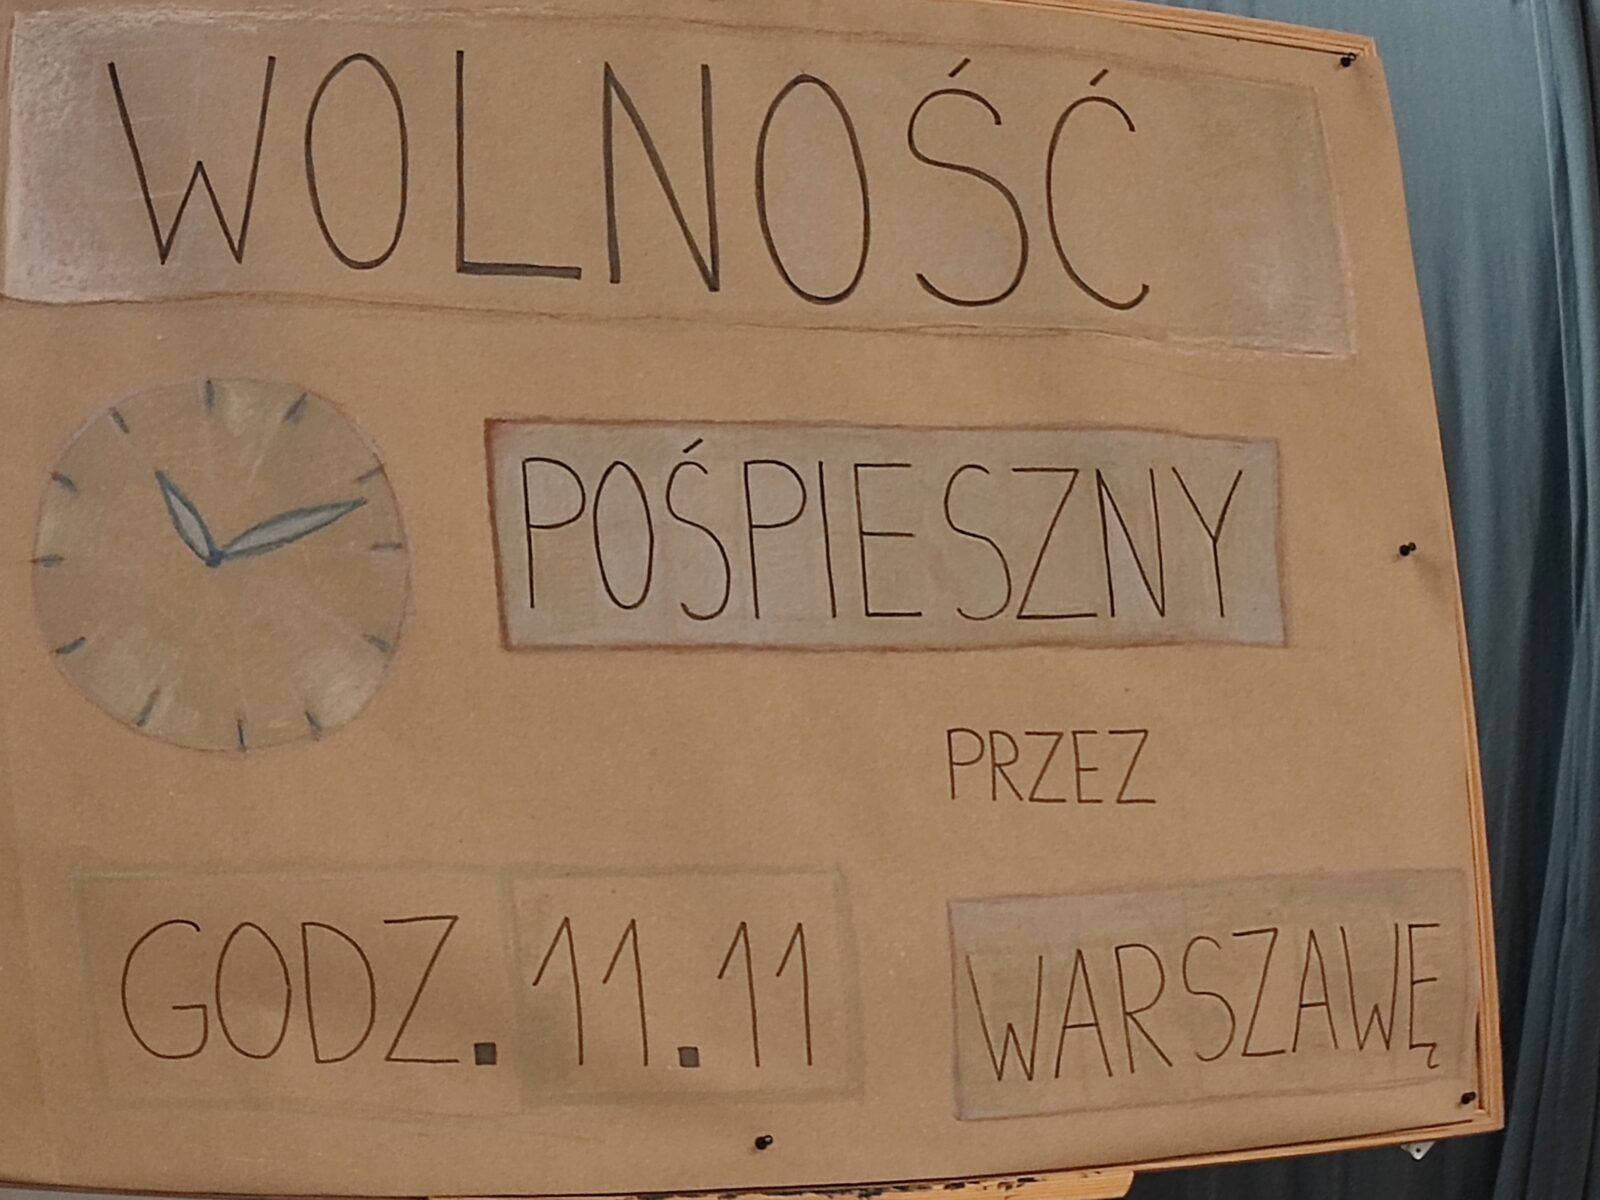 WOLNOŚĆ
POŚPIESZNY
PRZEZ
GODZ. 11.11
WARSZAWĘ